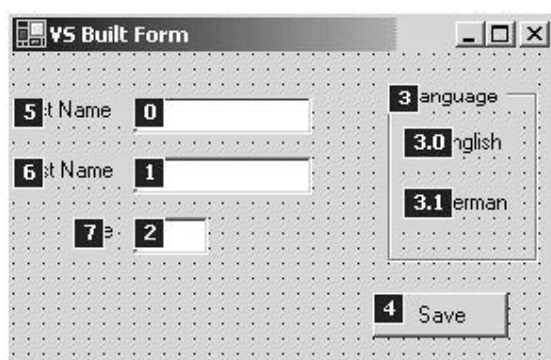 VS Built Form
5 st Name 0
6 st Name 1
7 e 2
3 anguage
3.0 nglish
3.1 erman
4 Save